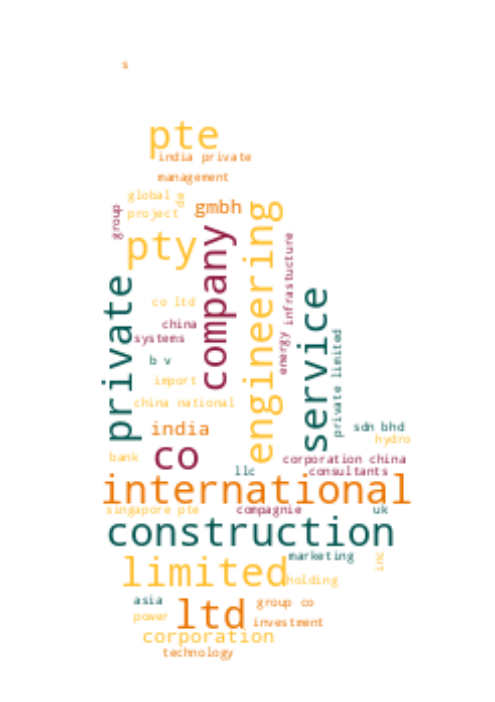 s
pte
india private
management
global
project
gmbh
group
pty
company
engineering
infrastucture
private
service
co ltd
china
systems
b v
energy
private limited
import
china national
india
sdn bhd
hydro
bank
co
corporation china
llc
consultants
international
singapore pte
compagnie
uk
construction
marketing
inc
limited
holding
asia
ltd
group co
power
investment
corporation
technology